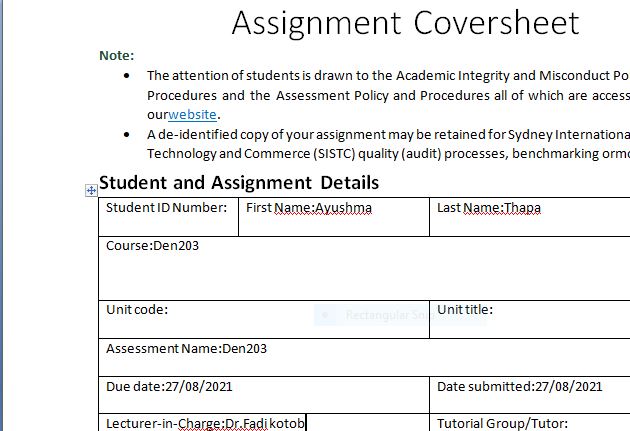 Assignment Coversheet
Note:
• The attention of students is drawn to the Academic Integrity and Misconduct Po
Procedures and the Assessment Policy and Procedures all of which are access
ourwebsite.
• A de-identified copy of your assignment may be retained for Sydney Internationa
Technology and Commerce (SISTC) quality (audit) processes, benchmarking ormo
Student and Assignment Details
Student ID Number: First Name:Ayushma Last Name:Thapa
Course:Den203
Unit code: Unit title:
Rectangular Snip
Assessment Name:Den203
Due date:27/08/2021 Date submitted:27/08/2021
Lecturer-in-Charge:Dr.Fadi kotob Tutorial Group/Tutor: